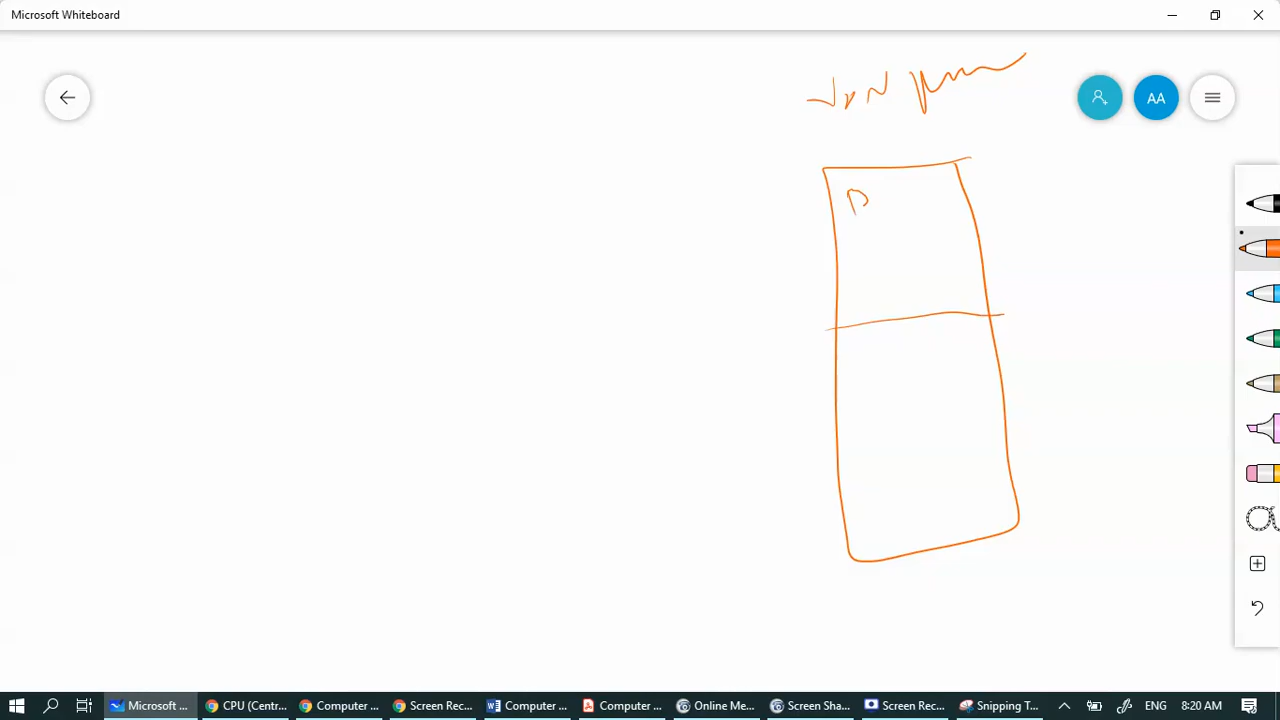 Microsoft Whiteboard
AA
P
Microsoft ...
CPU (Centr...
Computer ...
Screen Rec...
Computer ...
Computer ...
Online Me...
Screen Sha...
Screen Rec...
Snipping T...
ENG
8:20 AM